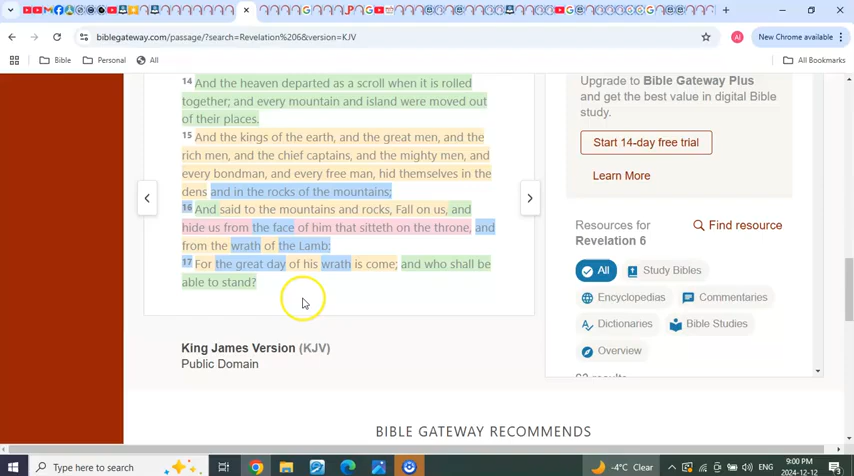 New Chrome available
biblegateway.com/passage/?search=Revelation%206&version=KJV
Bible
Personal
All
All Bookmarks
14 And the heaven departed as a scroll when it is rolled
together; and every mountain and island were moved out
of their places.
15 And the kings of the earth, and the great men, and the
rich men, and the chief captains, and the mighty men, and
every bondman, and every free man, hid themselves in the
dens and in the rocks of the mountains;
16 And said to the mountains and rocks, Fall on us, and
hide us from the face of him that sitteth on the throne, and
from the wrath of the Lamb:
17 For the great day of his wrath is come; and who shall be
able to stand?
King James Version (KJV)
Public Domain
BIBLE GATEWAY RECOMMENDS
Upgrade to Bible Gateway Plus
and get the best value in digital Bible
study.
Start 14-day free trial
Learn More
Resources for
Revelation 6
Find resource
All
Study Bibles
Encyclopedias
Commentaries
Dictionaries
Bible Studies
Overview
Type here to search
-4°C Clear
ENG
9:00 PM
2024-12-12